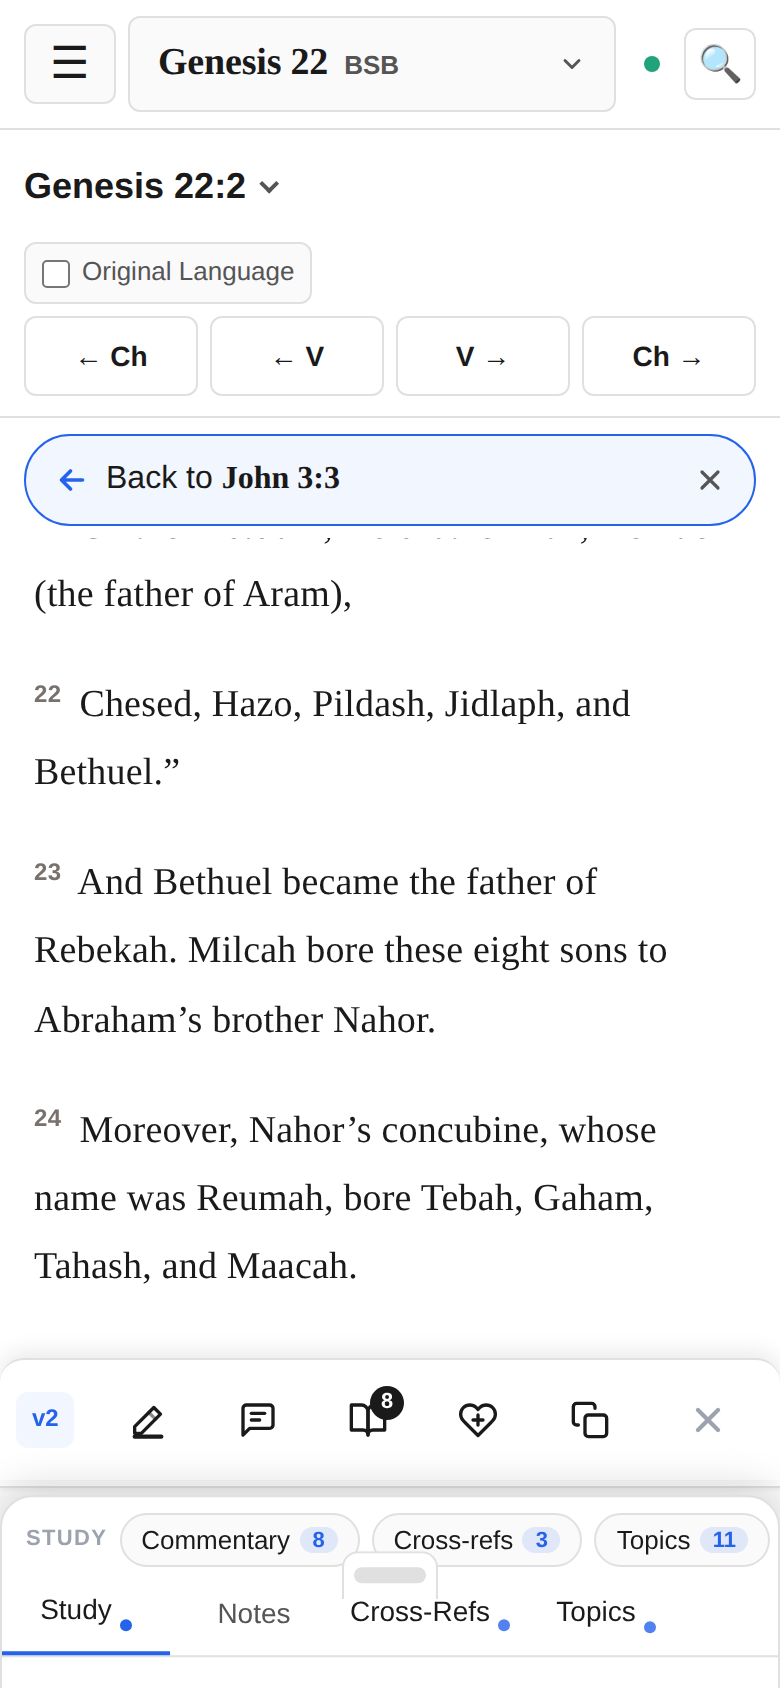 ☰ Genesis 22 BSB
Genesis 22:2
Original Language
← Ch ← V V → Ch →
← Back to John 3:3
(the father of Aram),
22 Chesed, Hazo, Pildash, Jidlaph, and
Bethuel.”
23 And Bethuel became the father of
Rebekah. Milcah bore these eight sons to
Abraham’s brother Nahor.
24 Moreover, Nahor’s concubine, whose
name was Reumah, bore Tebah, Gaham,
Tahash, and Maacah.
v2 8
STUDY Commentary 8 Cross-refs 3 Topics 11
Study Notes Cross-Refs Topics